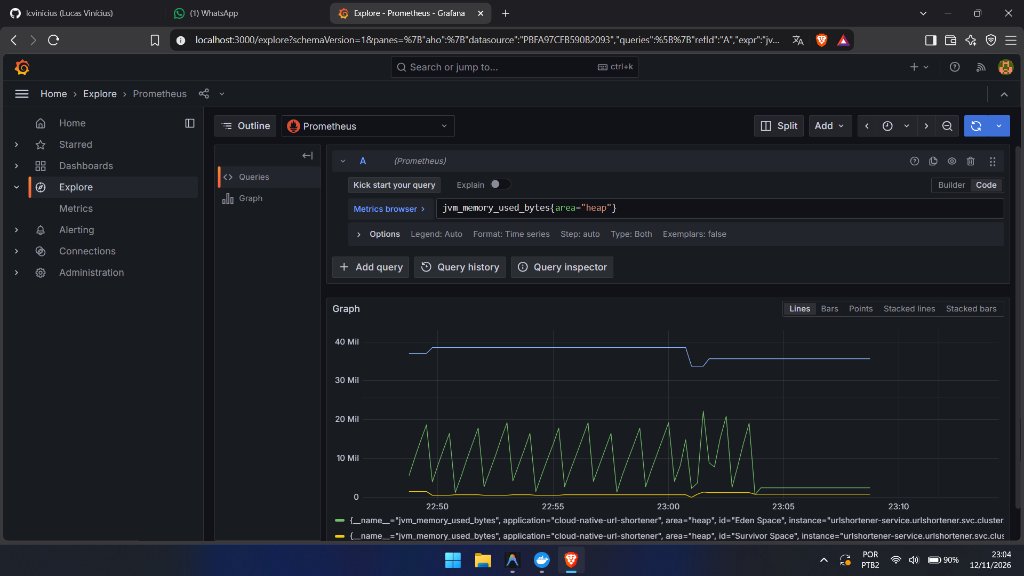 lcvinicius (Lucas Vinícius)
(1) WhatsApp
Explore - Prometheus - Grafana
localhost:3000/explore?schemaVersion=1&panes=%7B"aho":%7B"datasource":"PBFA97CFB590B2093","queries":%5B%7B"refId":"A","expr":"jv...
Search or jump to...
ctrl+k
Home › Explore › Prometheus
Home
Starred
Dashboards
Explore
Metrics
Alerting
Connections
Administration
Outline
Prometheus
Split
Add
Queries
Graph
A (Prometheus)
Kick start your query
Explain
Builder
Code
Metrics browser ›
jvm_memory_used_bytes{area="heap"}
Options Legend: Auto Format: Time series Step: auto Type: Both Exemplars: false
+ Add query
Query history
Query inspector
Graph
Lines Bars Points Stacked lines Stacked bars
40 Mil
30 Mil
20 Mil
10 Mil
0
22:50 22:55 23:00 23:05 23:10
{__name__="jvm_memory_used_bytes", application="cloud-native-url-shortener", area="heap", id="Eden Space", instance="urlshortener-service.urlshortener.svc.cluster
{__name__="jvm_memory_used_bytes", application="cloud-native-url-shortener", area="heap", id="Survivor Space", instance="urlshortener-service.urlshortener.svc.clus
POR
PTB2
90%
23:04
12/11/2026